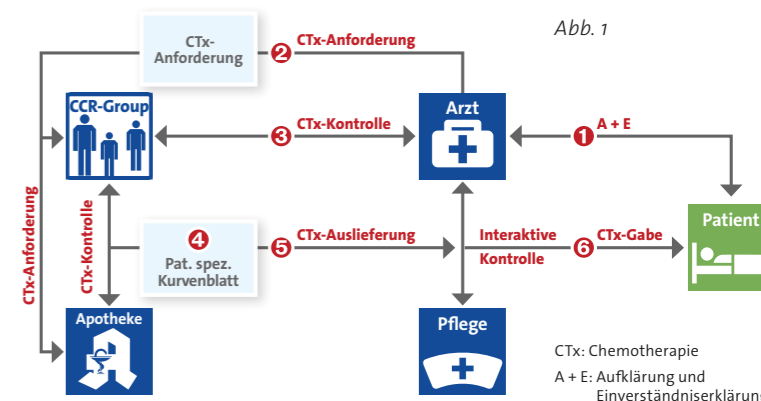 Abb. 1
CTx-
Anforderung
2 CTx-Anforderung
CCR-Group
Arzt
3 CTx-Kontrolle
1 A + E
CTx-Anforderung
CTx-Kontrolle
4
Pat. spez.
Kurvenblatt
5 CTx-Auslieferung
Interaktive
Kontrolle
6 CTx-Gabe
Patient
Apotheke
Pflege
CTx: Chemotherapie
A + E: Aufklärung und
Einverständniserklärung